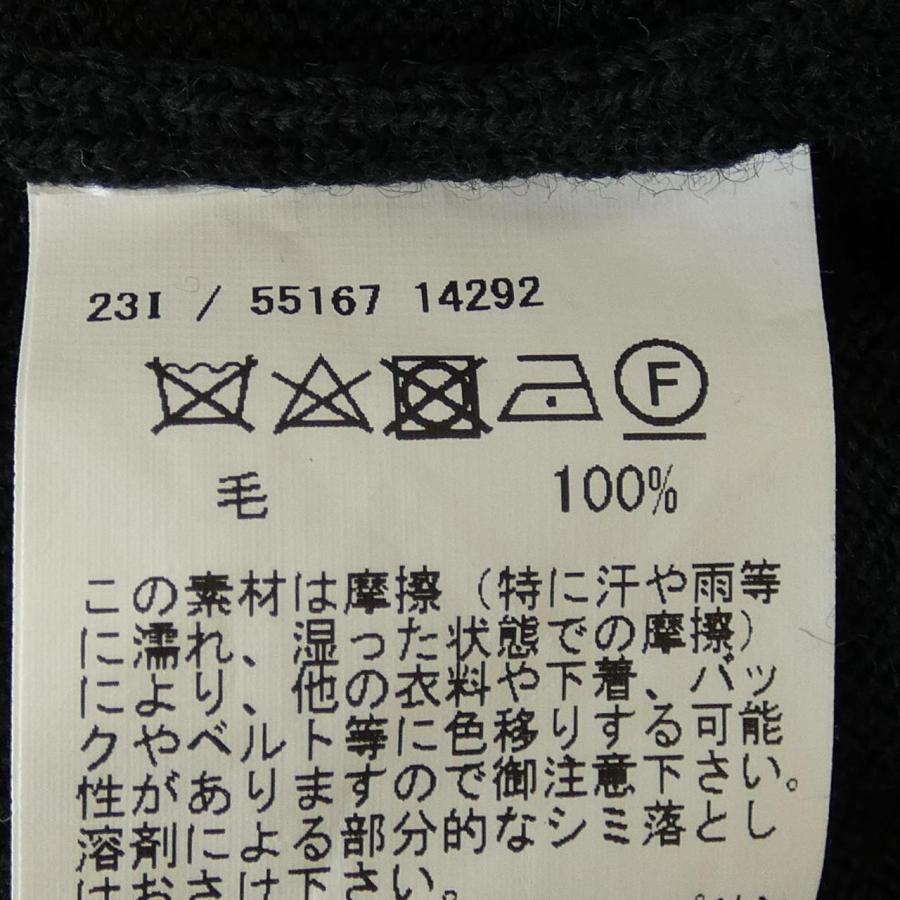 23I / 55167 14292
F
毛 100%
この素材は摩擦（特に汗や雨等
に濡れ、湿った状態での摩擦）
により、他の衣料や下着、バッ
クやベルト等に色移りする可能
性がありますので御注意下さい。
溶剤による部分的なシミ落とし
はおさけ下さい。